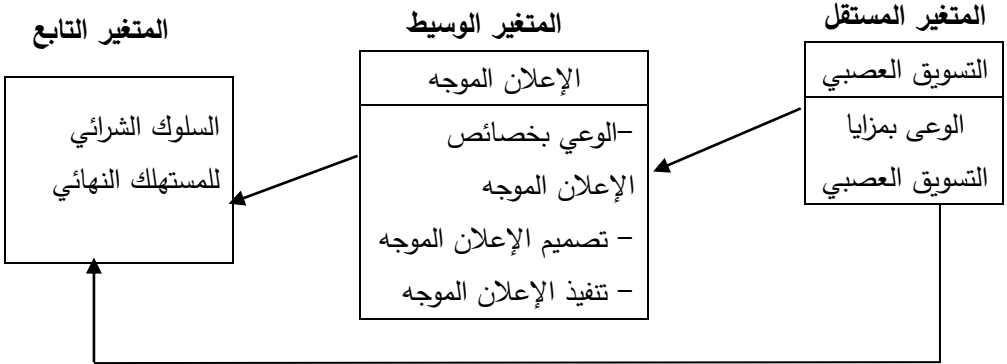 المتغير المستقل
التسويق العصبي
الوعى بمزايا
التسويق العصبي
المتغير الوسيط
الإعلان الموجه
-الوعي بخصائص
الإعلان الموجه
- تصميم الإعلان الموجه
- تنفيذ الإعلان الموجه
المتغير التابع
السلوك الشرائي
للمستهلك النهائي